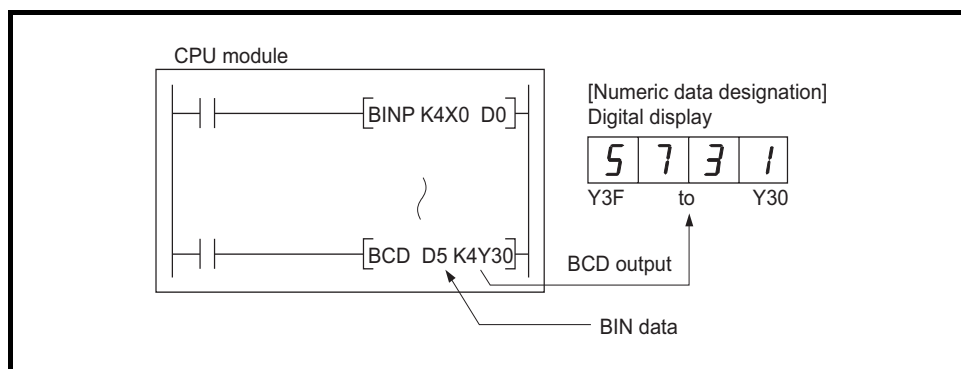 CPU module
BINP K4X0 D0
[Numeric data designation]
Digital display
5 7 3 1
Y3F to Y30
BCD D5 K4Y30
BCD output
BIN data